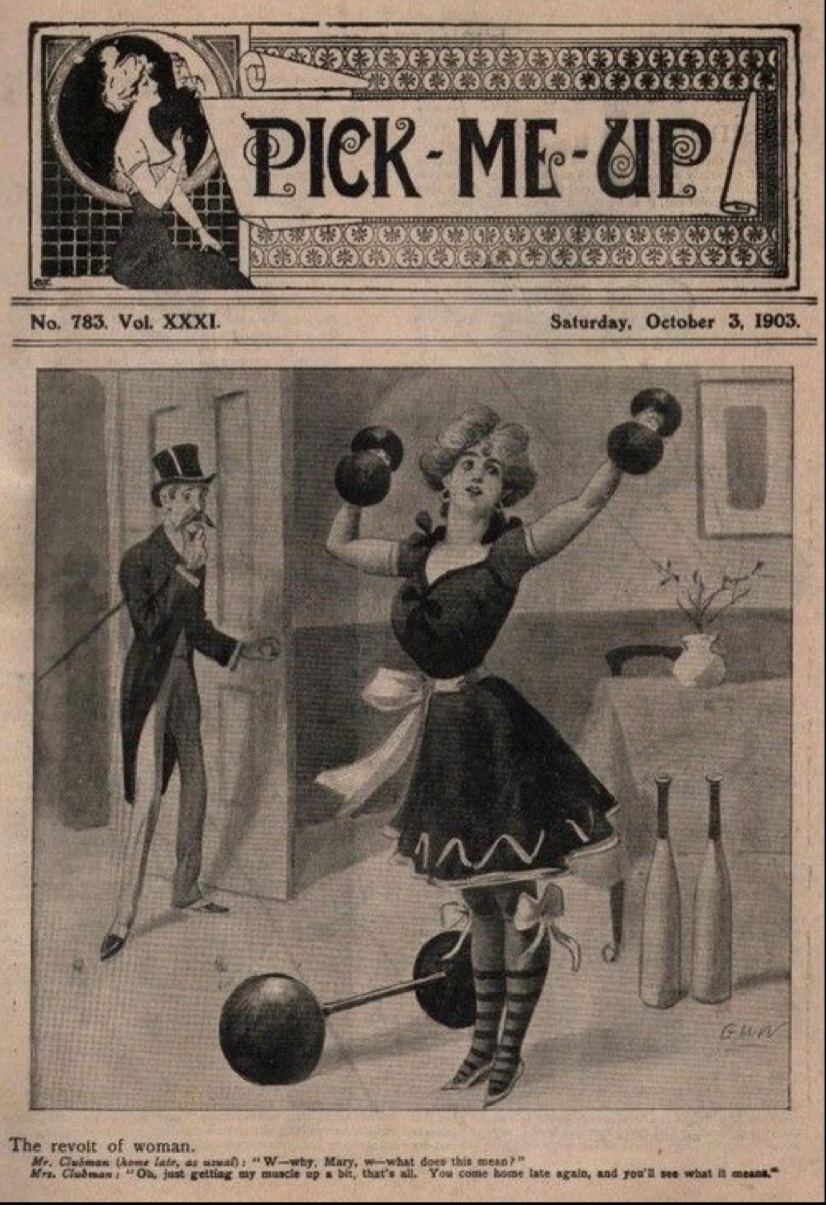 PICK-ME-UP
No. 783. Vol. XXXI.
Saturday, October 3, 1903.
GWW
The revolt of woman.
Mr. Clubman (home late, as usual): "W—why, Mary, w—what does this mean?"
Mrs. Clubman: "Oh, just getting my muscle up a bit, that's all. You come home late again, and you'll see what it means."